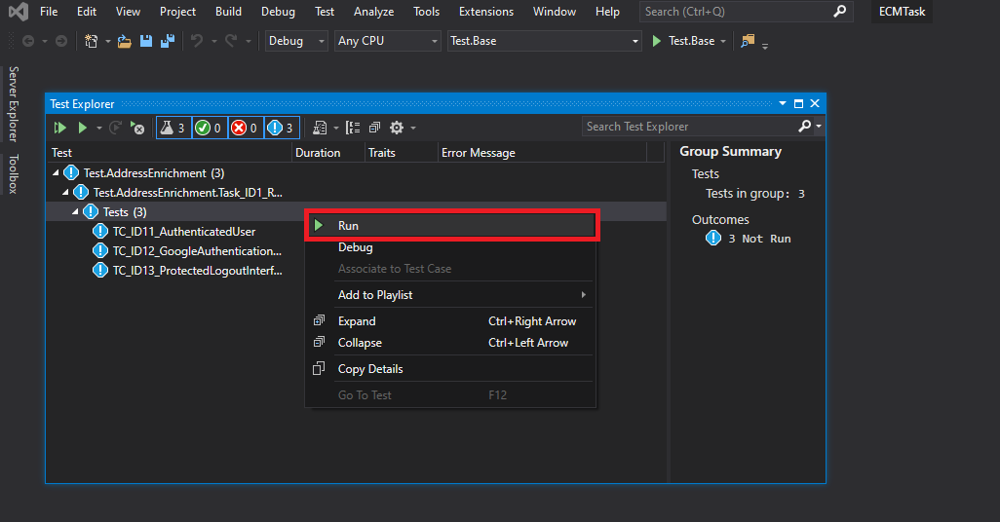 File Edit View Project Build Debug Test Analyze Tools Extensions Window Help Search (Ctrl+Q) ECMTask
Debug Any CPU Test.Base Test.Base
Server Explorer
Toolbox
Test Explorer
3 0 0 3 Search Test Explorer
Test Duration Traits Error Message
Test.AddressEnrichment (3)
Test.AddressEnrichment.Task_ID1_R...
Tests (3)
TC_ID11_AuthenticatedUser
TC_ID12_GoogleAuthentication...
TC_ID13_ProtectedLogoutInterf...
Run
Debug
Associate to Test Case
Add to Playlist
Expand Ctrl+Right Arrow
Collapse Ctrl+Left Arrow
Copy Details
Go To Test F12
Group Summary
Tests
Tests in group: 3
Outcomes
3 Not Run